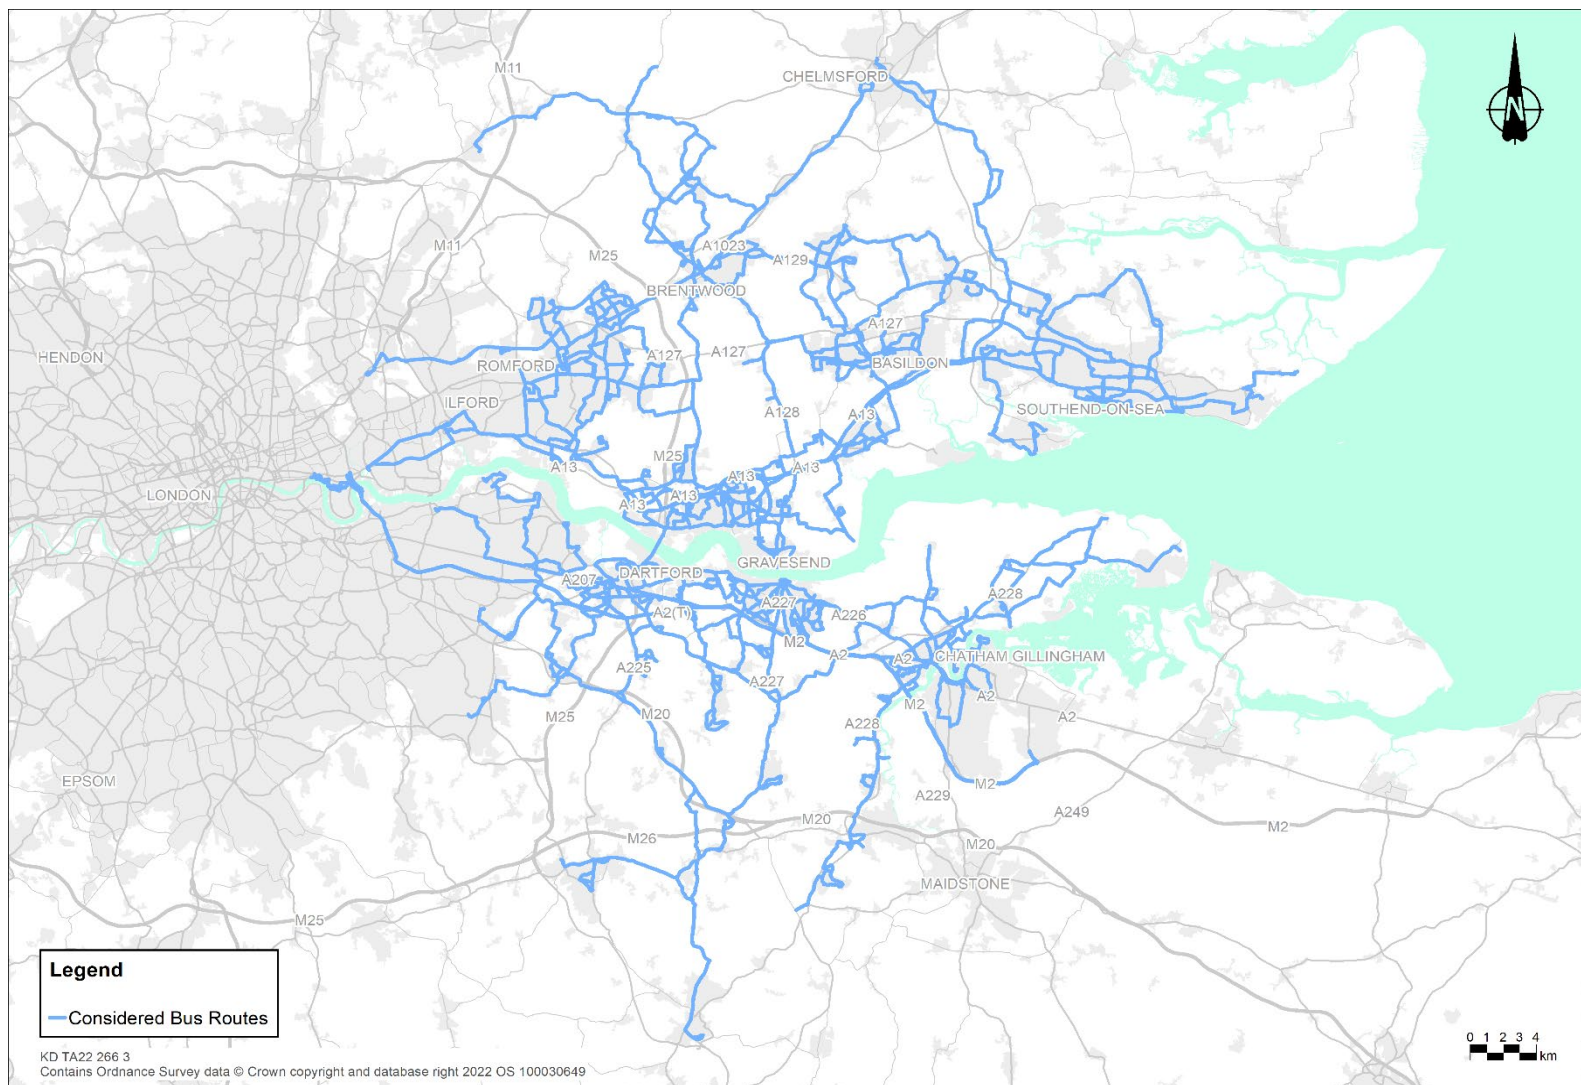 M11
CHELMSFORD
N
M11
M25
A1023
A129
BRENTWOOD
HENDON
A127
A127
A127
ROMFORD
BASILDON
ILFORD
A128
A13
SOUTHEND-ON-SEA
M25
A13
A13
A13
A13
A13
LONDON
GRAVESEND
DARTFORD
A207
A2(T)
A227
A226
A228
M2
A2
A2
CHATHAM GILLINGHAM
A225
A227
A2
M2
A228
M25
M20
A2
EPSOM
M2
A229
A249
M20
M2
M26
M20
MAIDSTONE
M25
Legend
Considered Bus Routes
0 1 2 3 4
km
KD TA22 266 3
Contains Ordnance Survey data © Crown copyright and database right 2022 OS 100030649